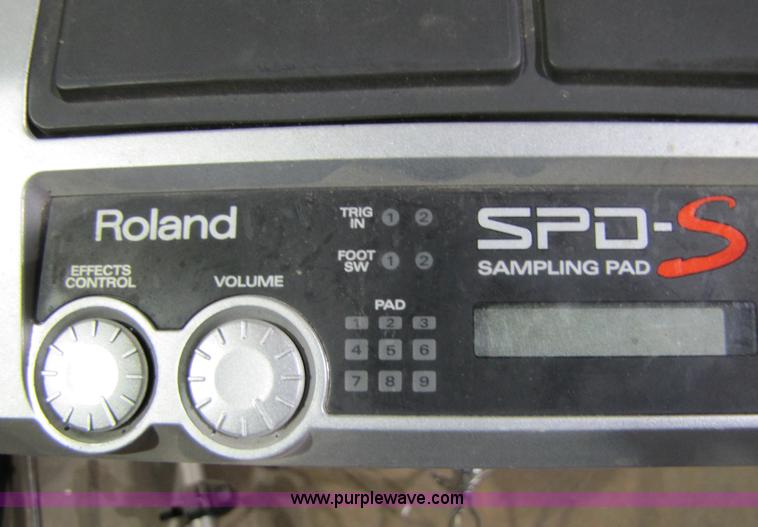 Roland
EFFECTS
CONTROL
VOLUME
TRIG
IN 1 2
FOOT
SW 1 2
PAD
1 2 3
4 5 6
7 8 9
SPD-S
SAMPLING PAD
www.purplewave.com